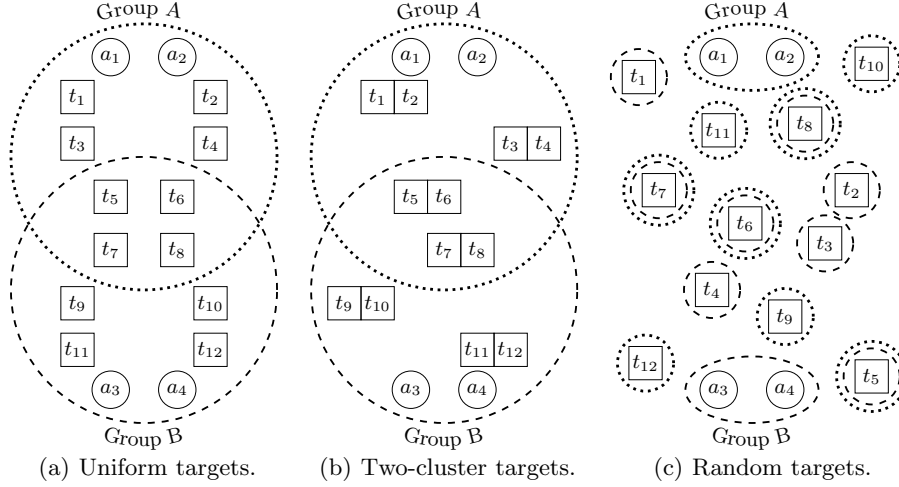 Group A
a1 a2
t1 t2
t3 t4
t5 t6
t7 t8
t9 t10
t11 t12
a3 a4
Group B
(a) Uniform targets.
Group A
a1 a2
t1 t2
t3 t4
t5 t6
t7 t8
t9 t10
t11 t12
a3 a4
Group B
(b) Two-cluster targets.
Group A
a1 a2
t10
t1
t8
t11
t7
t2
t6
t3
t4
t9
t12
t5
a3 a4
Group B
(c) Random targets.